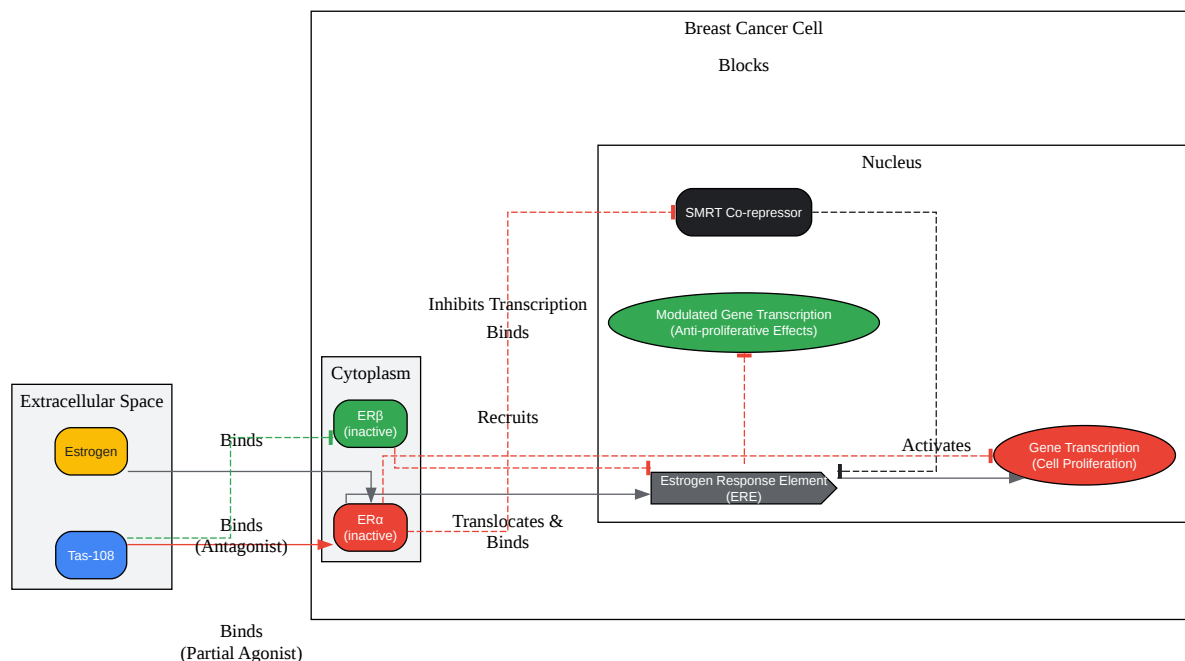 Breast Cancer Cell
Blocks
Nucleus
SMRT Co-repressor
Inhibits Transcription
Binds
Modulated Gene Transcription
(Anti-proliferative Effects)
Cytoplasm
Extracellular Space
ERβ
(inactive)
Recruits
Estrogen
Binds
Activates
Gene Transcription
(Cell Proliferation)
Estrogen Response Element
(ERE)
Binds
(Antagonist)
ERα
(inactive)
Translocates &
Binds
Tas-108
Binds
(Partial Agonist)